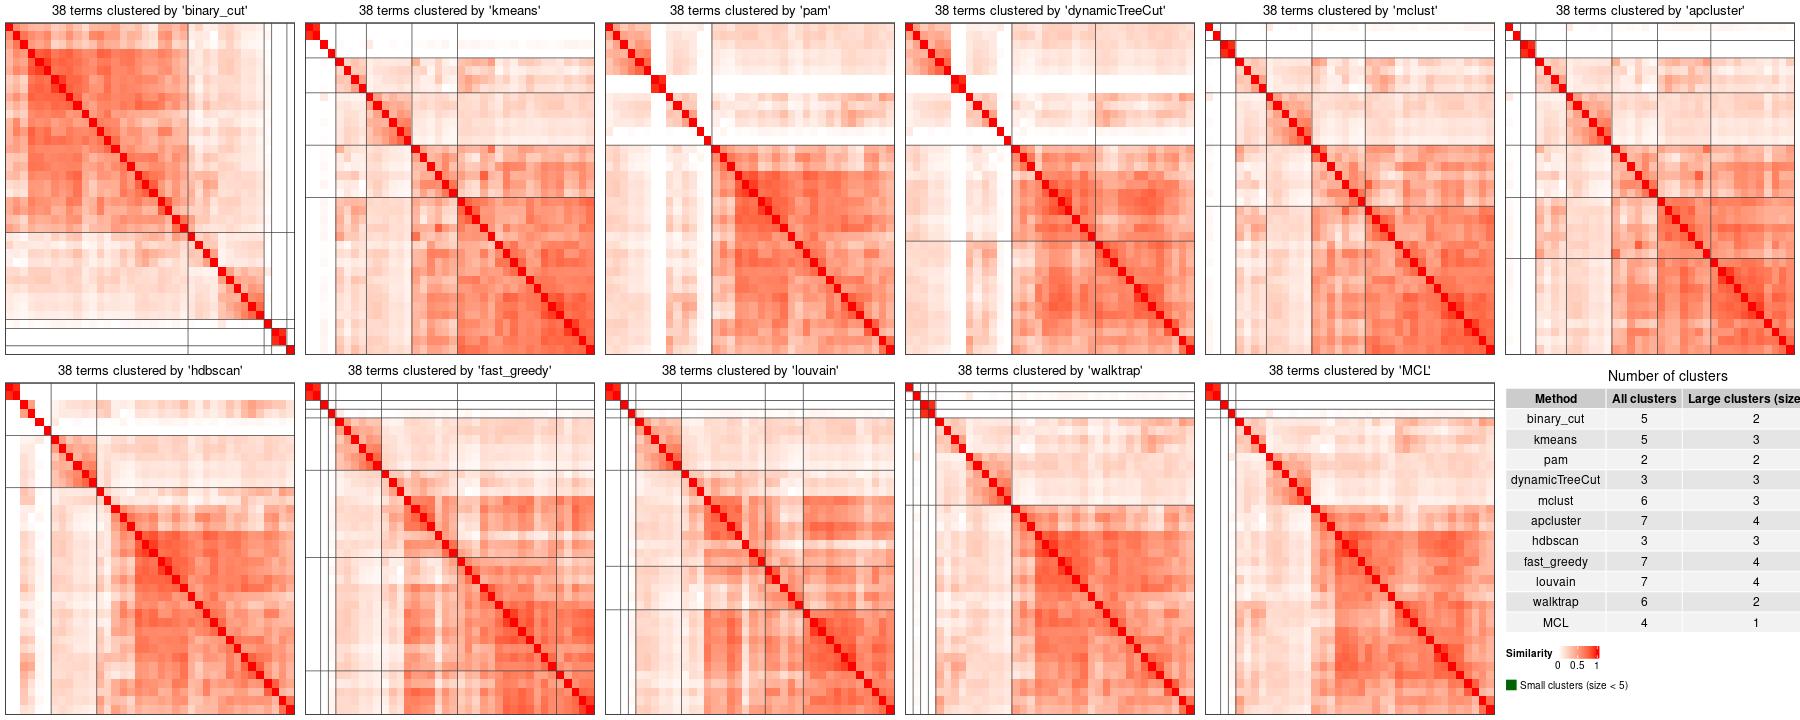 38 terms clustered by 'binary_cut'
38 terms clustered by 'kmeans'
38 terms clustered by 'pam'
38 terms clustered by 'dynamicTreeCut'
38 terms clustered by 'mclust'
38 terms clustered by 'apcluster'
38 terms clustered by 'hdbscan'
38 terms clustered by 'fast_greedy'
38 terms clustered by 'louvain'
38 terms clustered by 'walktrap'
38 terms clustered by 'MCL'
Number of clusters
Method All clusters Large clusters (size
binary_cut 5 2
kmeans 5 3
pam 2 2
dynamicTreeCut 3 3
mclust 6 3
apcluster 7 4
hdbscan 3 3
fast_greedy 7 4
louvain 7 4
walktrap 6 2
MCL 4 1
Similarity
0 0.5 1
Small clusters (size < 5)